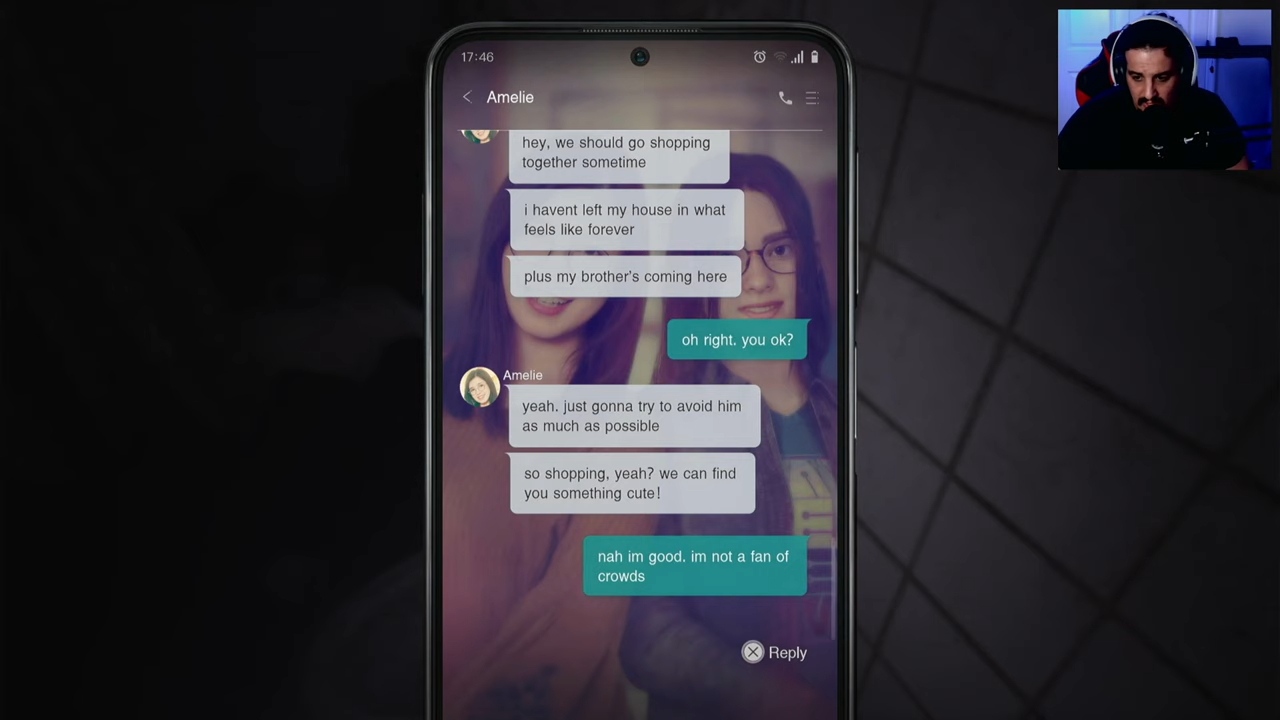 17:46
Amelie
hey, we should go shopping
together sometime
i havent left my house in what
feels like forever
plus my brother's coming here
oh right. you ok?
Amelie
yeah. just gonna try to avoid him
as much as possible
so shopping, yeah? we can find
you something cute!
nah im good. im not a fan of
crowds
Reply